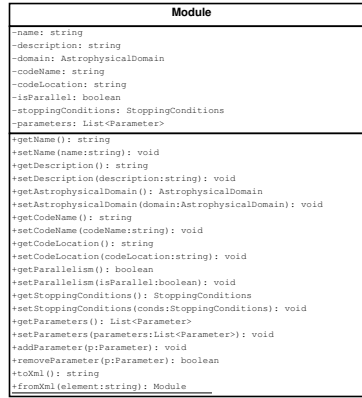 Module
-name: string
-description: string
-domain: AstrophysicalDomain
-codeName: string
-codeLocation: string
-isParallel: boolean
-stoppingConditions: StoppingConditions
-parameters: List<Parameter>
+getName(): string
+setName(name:string): void
+getDescription(): string
+setDescription(description:string): void
+getAstrophysicalDomain(): AstrophysicalDomain
+setAstrophysicalDomain(domain:AstrophysicalDomain): void
+getCodeName(): string
+setCodeName(codeName:string): void
+getCodeLocation(): string
+setCodeLocation(codeLocation:string): void
+getParallelism(): boolean
+setParallelism(isParallel:boolean): void
+getStoppingConditions(): StoppingConditions
+setStoppingConditions(conds:StoppingConditions): void
+getParameters(): List<Parameter>
+setParameters(parameters:List<Parameter>): void
+addParameter(p:Parameter): void
+removeParameter(p:Parameter): boolean
+toXml(): string
+fromXml(element:string): Module